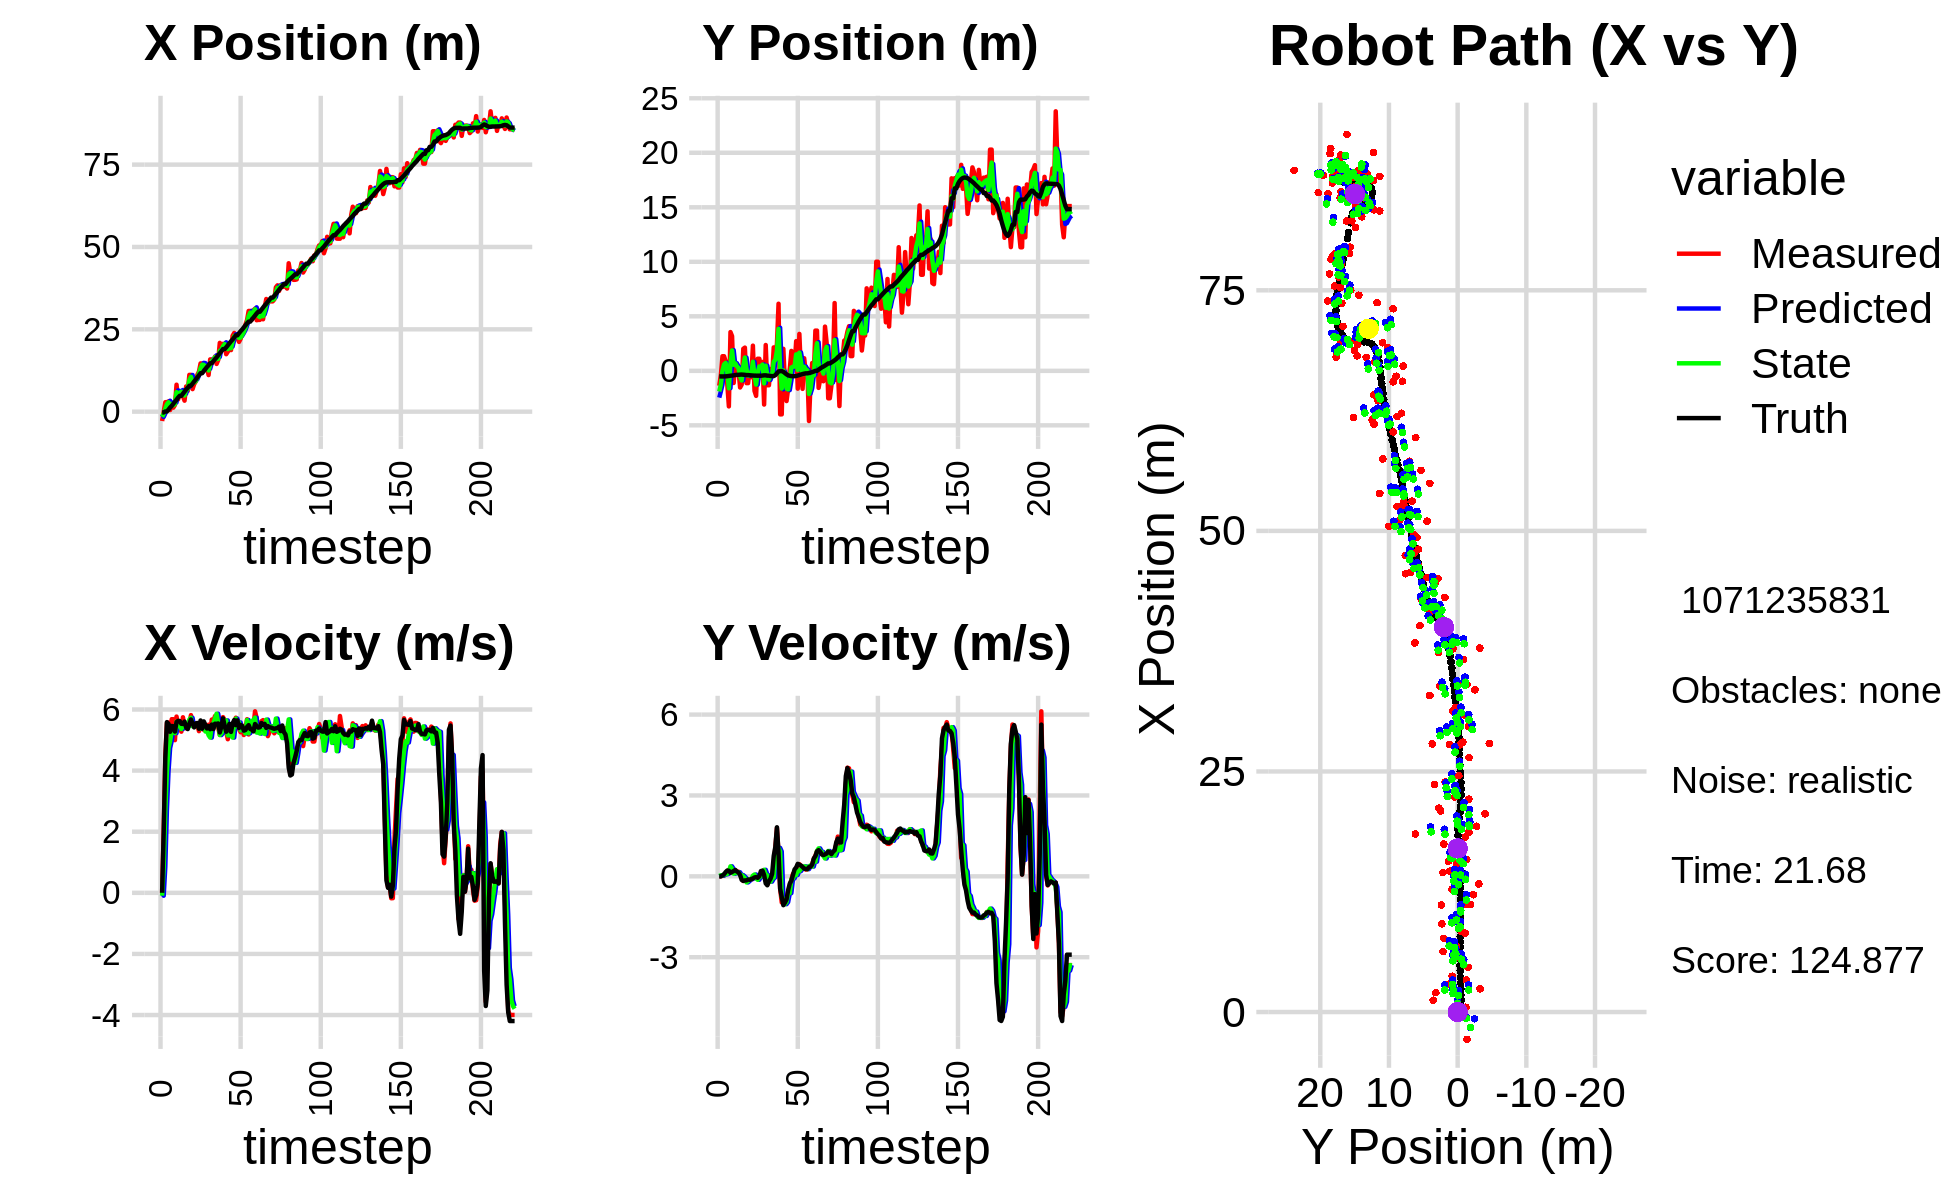 X Position (m)
75
50
25
0
0 50 100 150 200
timestep
Y Position (m)
25
20
15
10
5
0
-5
0 50 100 150 200
timestep
X Velocity (m/s)
6
4
2
0
-2
-4
0 50 100 150 200
timestep
Y Velocity (m/s)
6
3
0
-3
0 50 100 150 200
timestep
Robot Path (X vs Y)
X Position (m)
75
50
25
0
20 10 0 -10 -20
Y Position (m)
variable
Measured
Predicted
State
Truth
1071235831
Obstacles: none
Noise: realistic
Time: 21.68
Score: 124.877